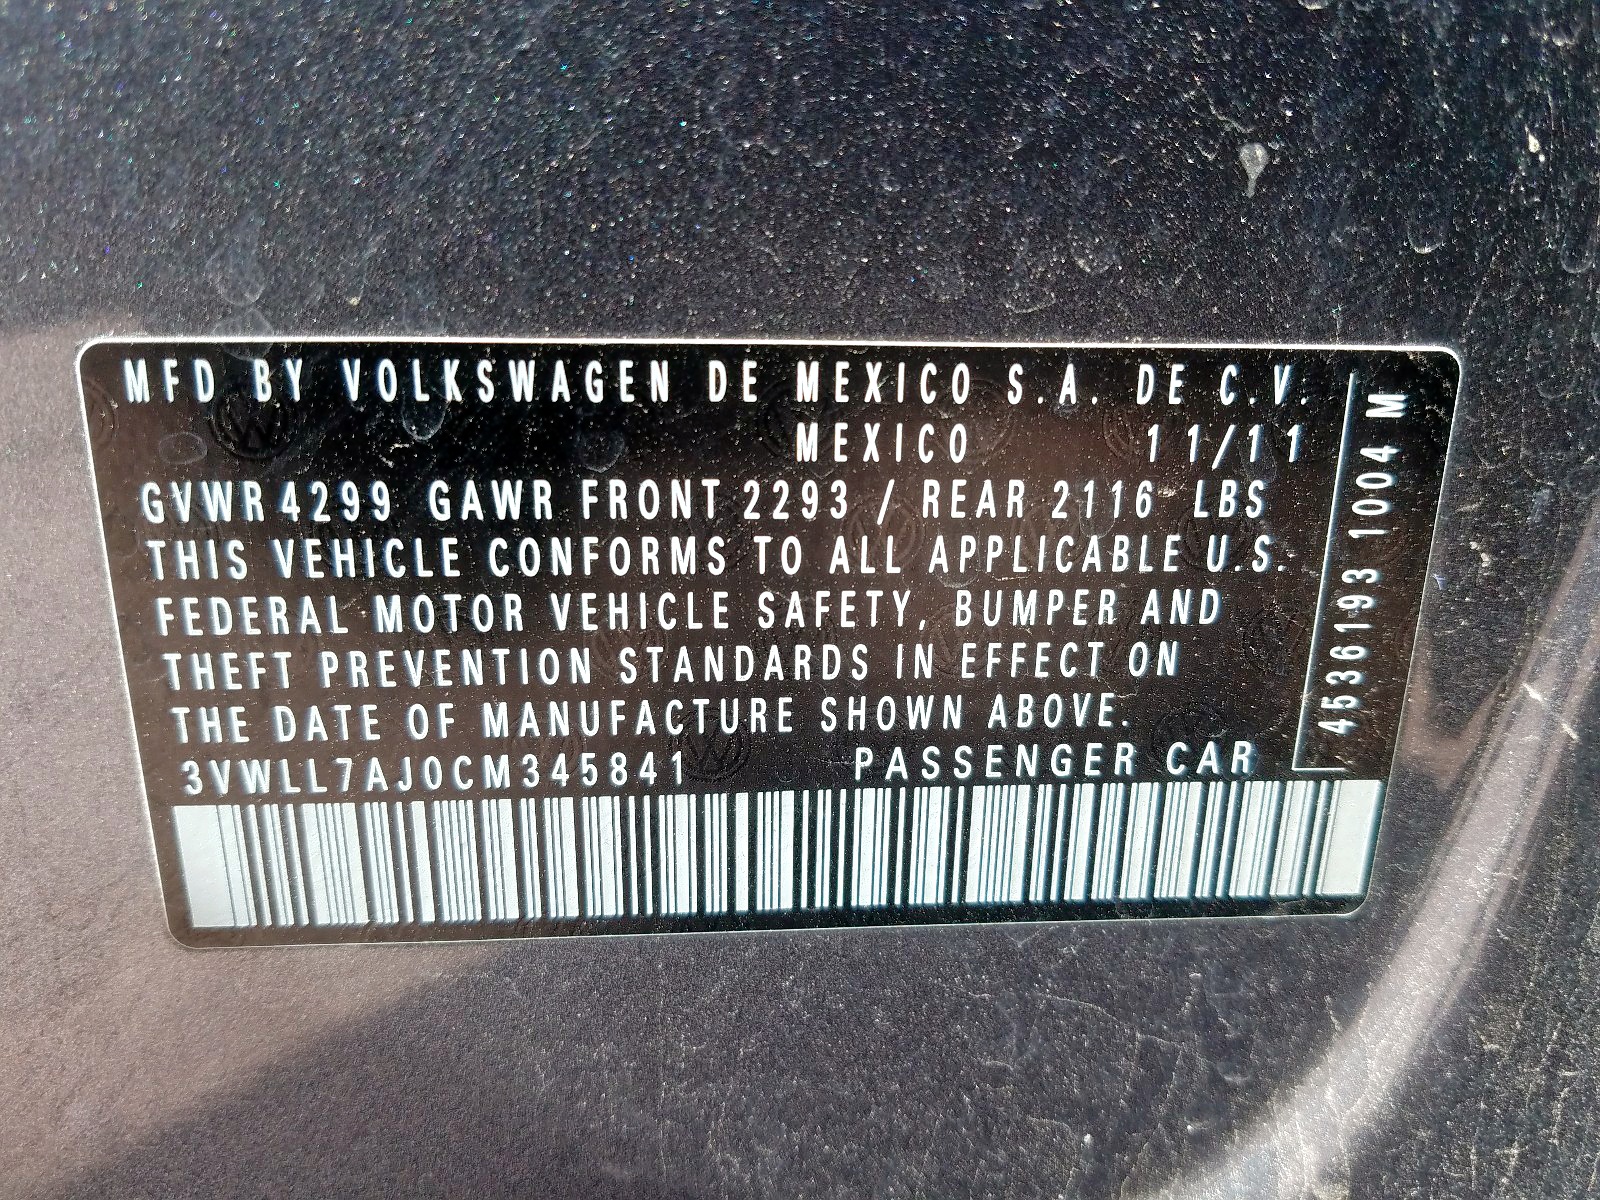 MFD BY VOLKSWAGEN DE MEXICO S.A. DE C.V.
MEXICO 11/11
GVWR 4299 GAWR FRONT 2293 / REAR 2116 LBS
THIS VEHICLE CONFORMS TO ALL APPLICABLE U.S.
FEDERAL MOTOR VEHICLE SAFETY, BUMPER AND
THEFT PREVENTION STANDARDS IN EFFECT ON
THE DATE OF MANUFACTURE SHOWN ABOVE.
3VWLL7AJ0CM345841 PASSENGER CAR
4536193 1004 M